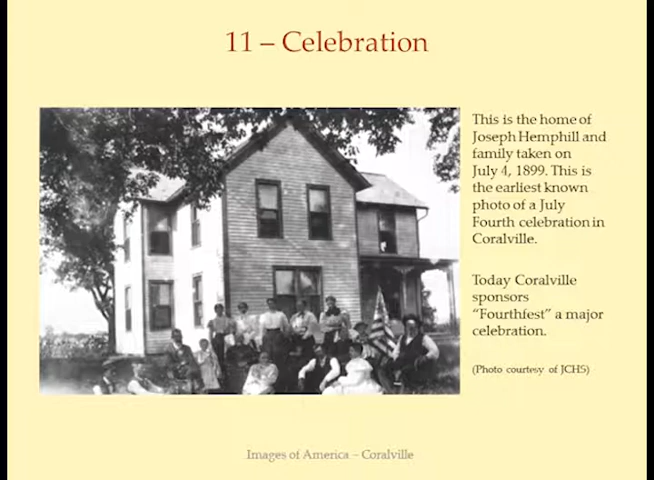 11 – Celebration
This is the home of
Joseph Hemphill and
family taken on
July 4, 1899. This is
the earliest known
photo of a July
Fourth celebration in
Coralville.
Today Coralville
sponsors
“Fourthfest” a major
celebration.
(Photo courtesy of JCHS)
Images of America – Coralville